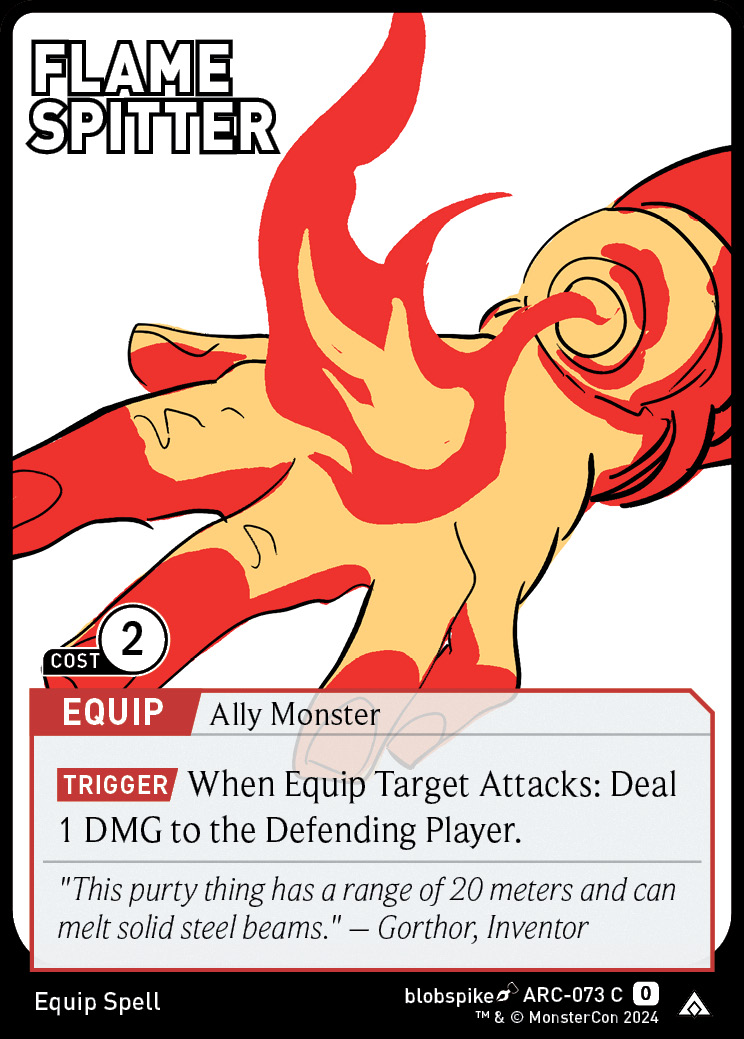 FLAME
SPITTER
COST 2
EQUIP Ally Monster
TRIGGER When Equip Target Attacks: Deal
1 DMG to the Defending Player.
"This purty thing has a range of 20 meters and can
melt solid steel beams." — Gorthor, Inventor
Equip Spell
blobspike ARC-073 C 0
™ & © MonsterCon 2024